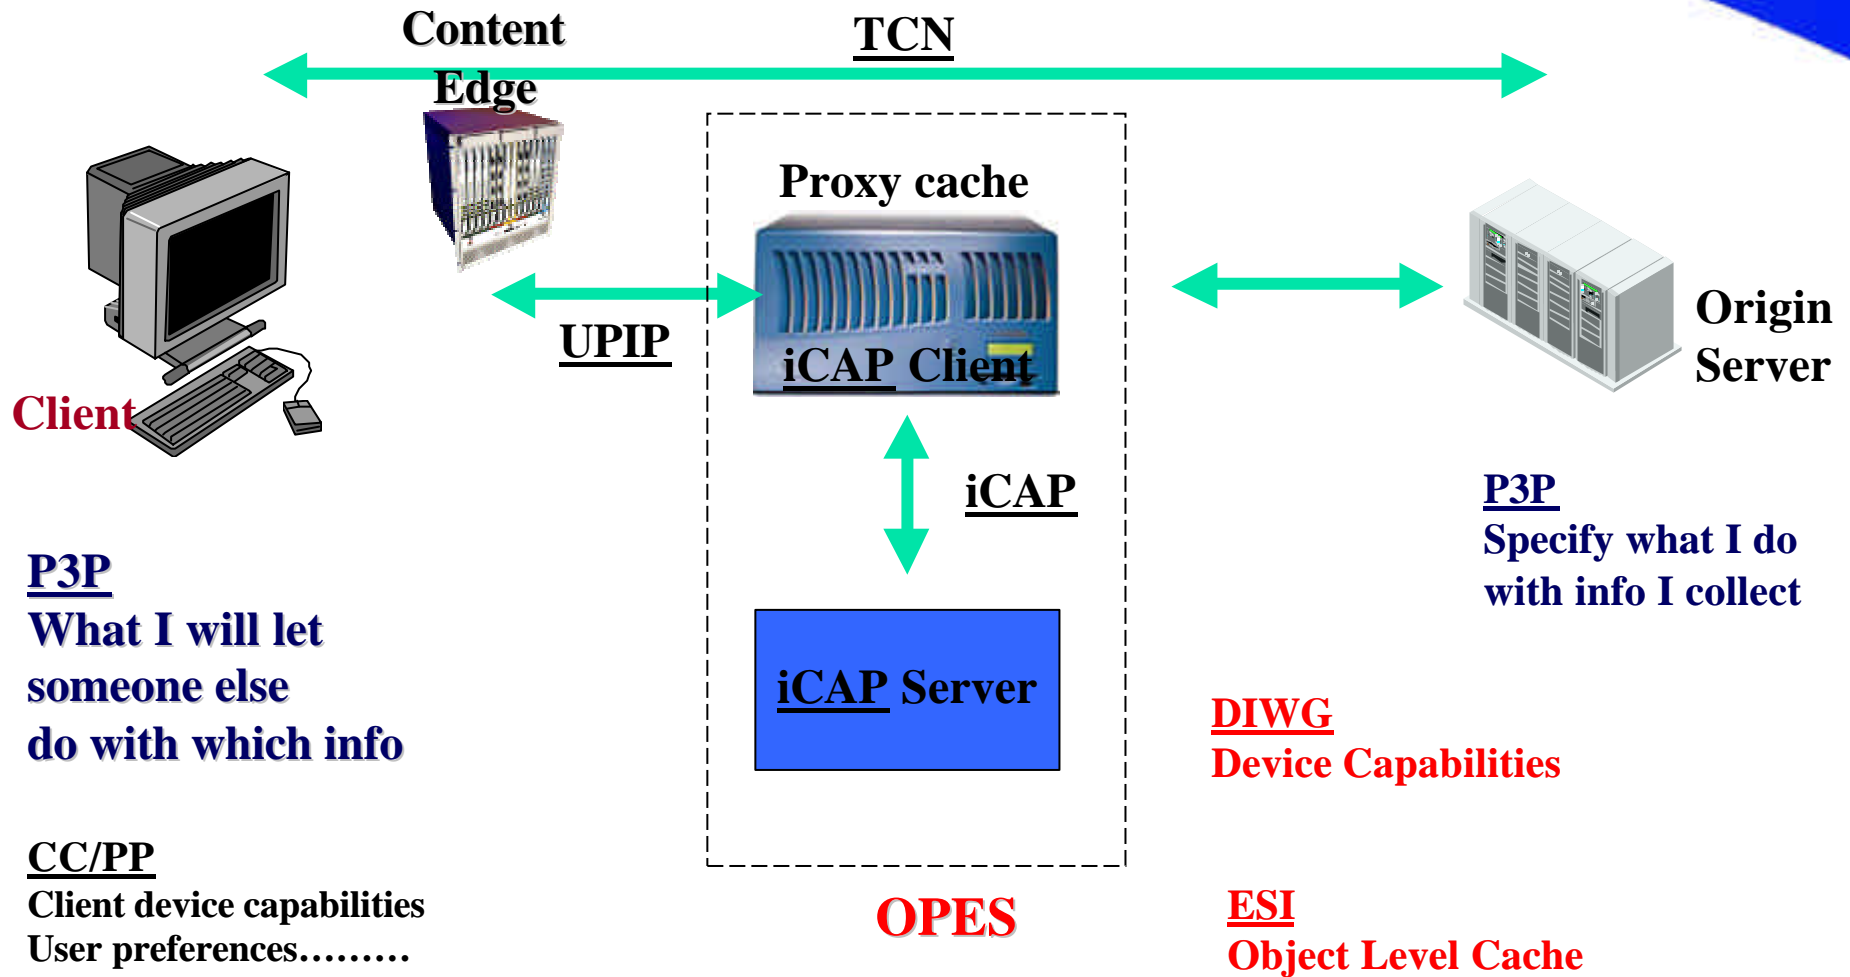 Content
Edge
TCN
Proxy cache
UPIP
iCAP Client
Origin
Server
Client
iCAP
P3P
Specify what I do
with info I collect
P3P
What I will let
someone else
do with which info
iCAP Server
DIWG
Device Capabilities
CC/PP
Client device capabilities
User preferences.........
OPES
ESI
Object Level Cache